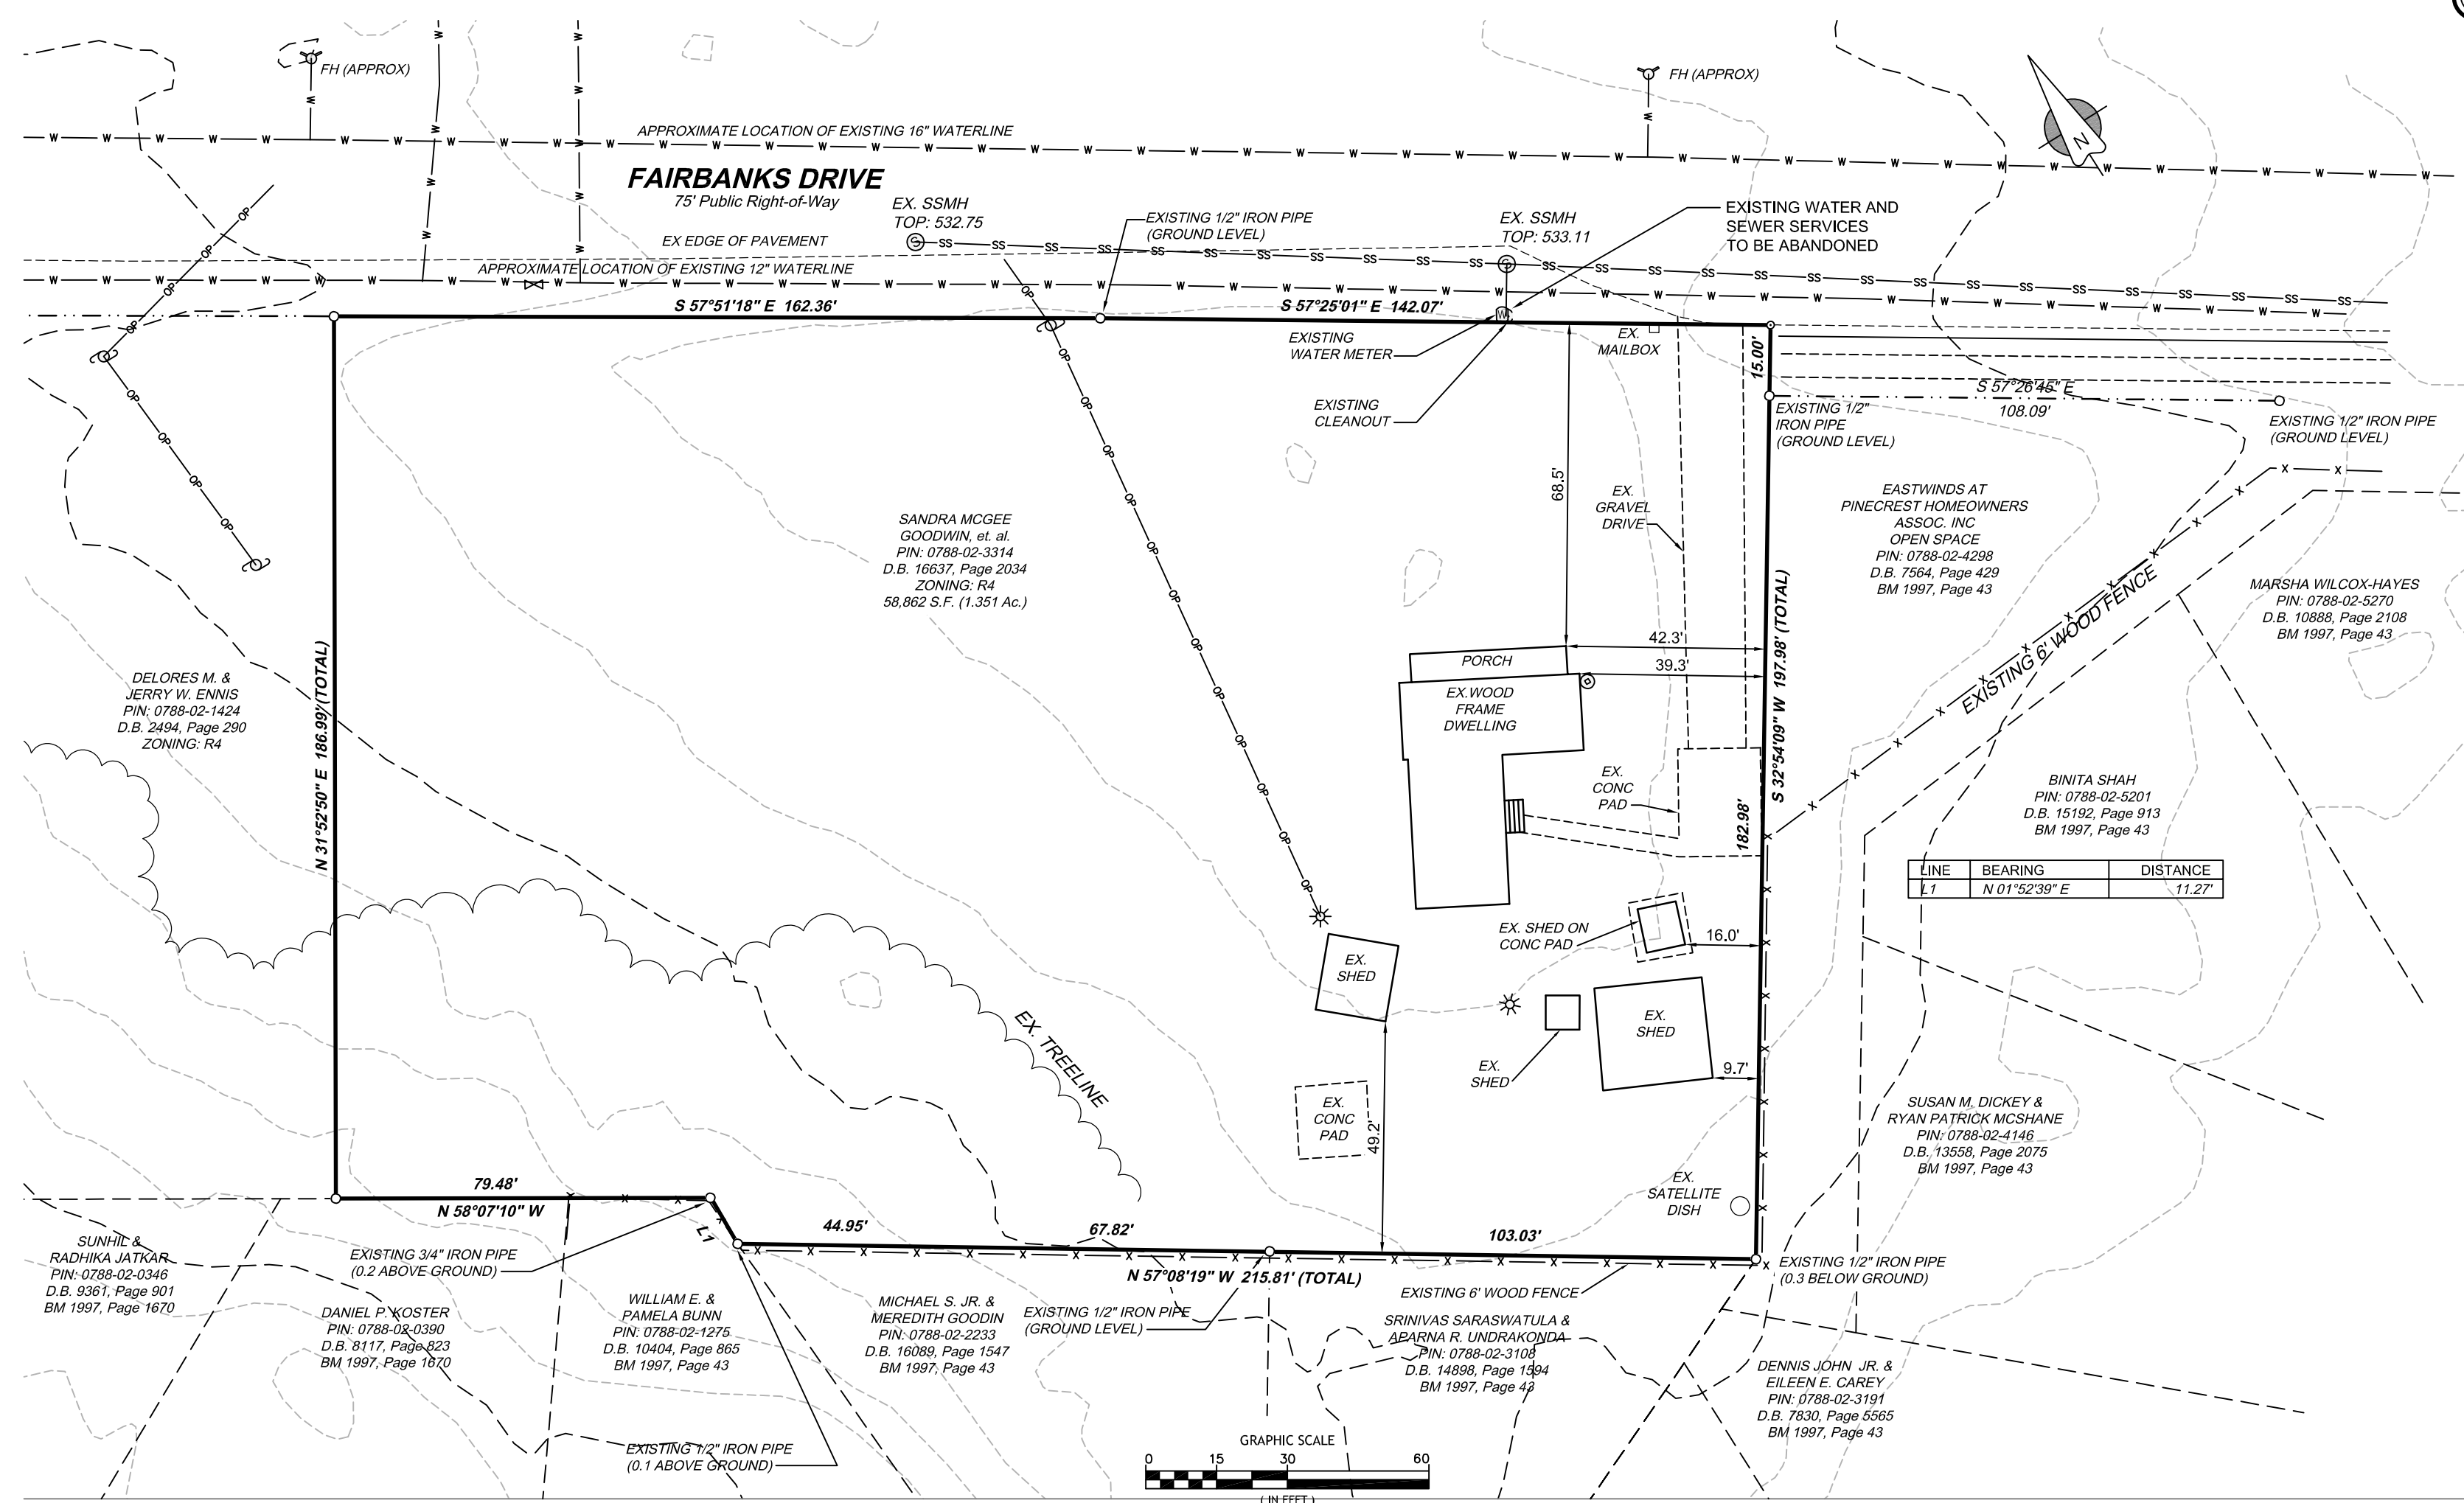 FH (APPROX)
FH (APPROX)
N
APPROXIMATE LOCATION OF EXISTING 16" WATERLINE
FAIRBANKS DRIVE
75' Public Right-of-Way
EX. SSMH
TOP: 532.75
EXISTING 1/2" IRON PIPE
(GROUND LEVEL)
EX. SSMH
TOP: 533.11
EXISTING WATER AND
SEWER SERVICES
TO BE ABANDONED
EX EDGE OF PAVEMENT
APPROXIMATE LOCATION OF EXISTING 12" WATERLINE
S 57°51'18" E 162.36'
S 57°25'01" E 142.07'
EXISTING
WATER METER
EX.
MAILBOX
15.00'
EXISTING
CLEANOUT
S 57°26'45" E
108.09'
EXISTING 1/2"
IRON PIPE
(GROUND LEVEL)
EXISTING 1/2" IRON PIPE
(GROUND LEVEL)
68.5'
EX.
GRAVEL
DRIVE
SANDRA MCGEE
GOODWIN, et. al.
PIN: 0788-02-3314
D.B. 16637, Page 2034
ZONING: R4
58,862 S.F. (1.351 Ac.)
EASTWINDS AT
PINECREST HOMEOWNERS
ASSOC. INC
OPEN SPACE
PIN: 0788-02-4298
D.B. 7564, Page 429
BM 1997, Page 43
MARSHA WILCOX-HAYES
PIN: 0788-02-5270
D.B. 10888, Page 2108
BM 1997, Page 43
EXISTING 6' WOOD FENCE
DELORES M. &
JERRY W. ENNIS
PIN: 0788-02-1424
D.B. 2494, Page 290
ZONING: R4
N 31°52'50" E 186.99' (TOTAL)
42.3'
39.3'
PORCH
EX.WOOD
FRAME
DWELLING
S 32°54'09" W 197.98' (TOTAL)
182.98'
EX.
CONC
PAD
BINITA SHAH
PIN: 0788-02-5201
D.B. 15192, Page 913
BM 1997, Page 43
LINE BEARING DISTANCE
L1 N 01°52'39" E 11.27'
EX. SHED ON
CONC PAD
16.0'
EX.
SHED
EX.
SHED
EX.
SHED
9.7'
EX. TREELINE
EX.
CONC
PAD
49.2'
SUSAN M. DICKEY &
RYAN PATRICK MCSHANE
PIN: 0788-02-4146
D.B. 13558, Page 2075
BM 1997, Page 43
EX.
SATELLITE
DISH
79.48'
N 58°07'10" W
L1
44.95'
67.82'
103.03'
N 57°08'19" W 215.81' (TOTAL)
EXISTING 6' WOOD FENCE
EXISTING 1/2" IRON PIPE
(0.3 BELOW GROUND)
SUNHIL &
RADHIKA JATKAR
PIN: 0788-02-0346
D.B. 9361, Page 901
BM 1997, Page 1670
EXISTING 3/4" IRON PIPE
(0.2 ABOVE GROUND)
DANIEL P. KOSTER
PIN: 0788-02-0390
D.B. 8117, Page 823
BM 1997, Page 1670
WILLIAM E. &
PAMELA BUNN
PIN: 0788-02-1275
D.B. 10404, Page 865
BM 1997, Page 43
MICHAEL S. JR. &
MEREDITH GOODIN
PIN: 0788-02-2233
D.B. 16089, Page 1547
BM 1997, Page 43
EXISTING 1/2" IRON PIPE
(GROUND LEVEL)
SRINIVAS SARASWATULA &
APARNA R. UNDRAKONDA
PIN: 0788-02-3108
D.B. 14898, Page 1594
BM 1997, Page 43
DENNIS JOHN JR. &
EILEEN E. CAREY
PIN: 0788-02-3191
D.B. 7830, Page 5565
BM 1997, Page 43
EXISTING 1/2" IRON PIPE
(0.1 ABOVE GROUND)
GRAPHIC SCALE
0 15 30 60
( IN FEET )